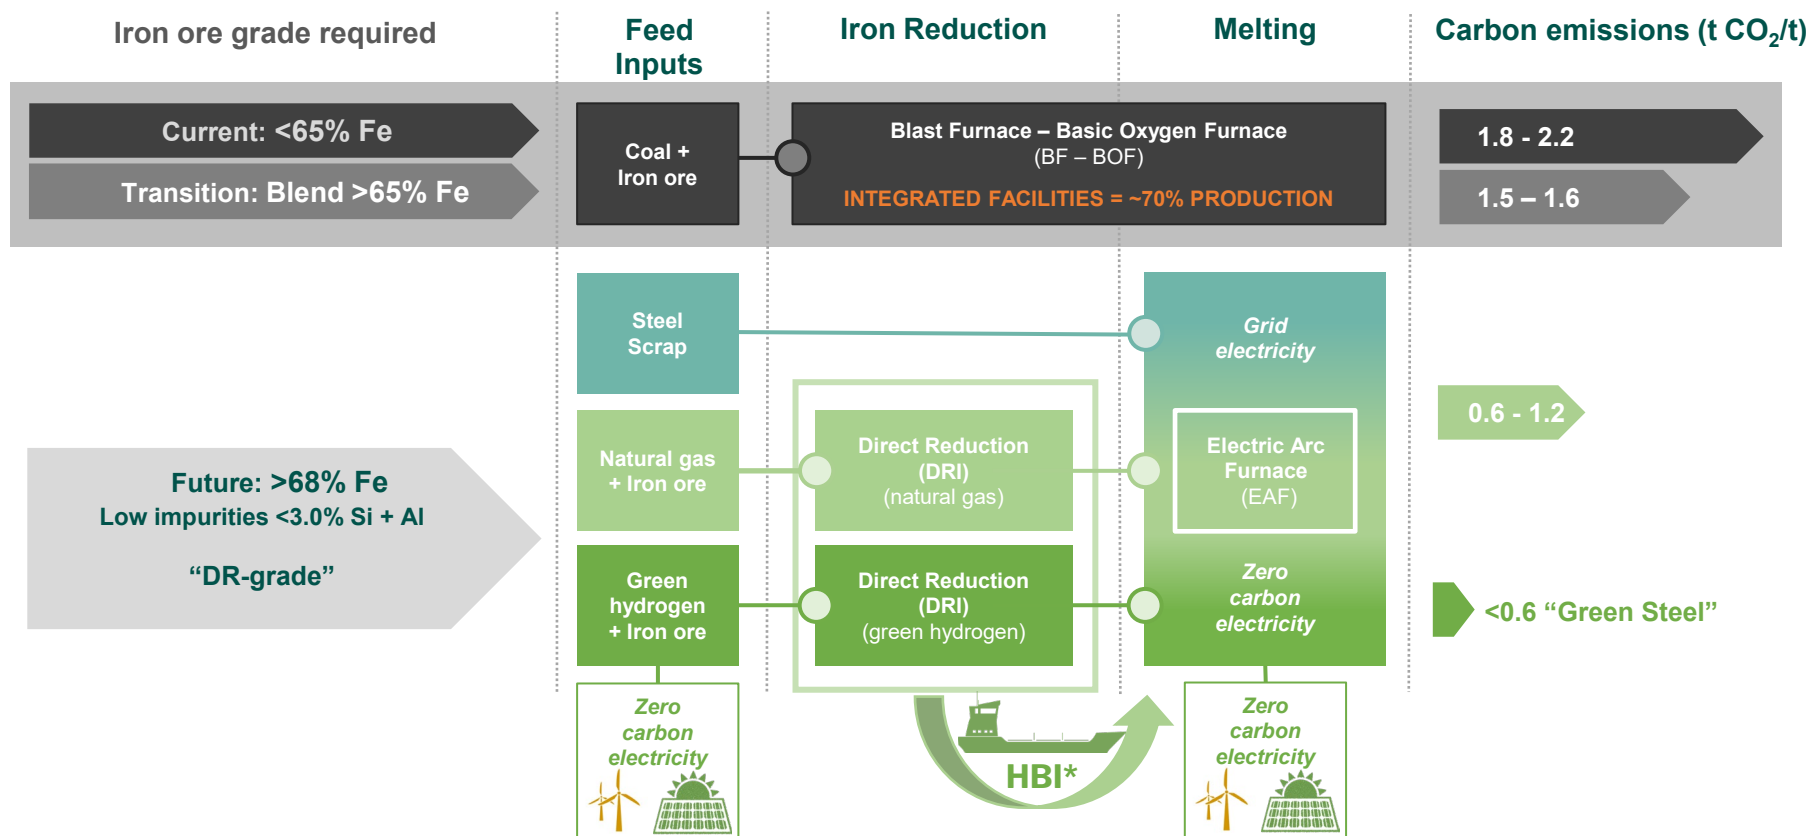 Iron ore grade required
Feed
Inputs
Iron Reduction
Melting
Carbon emissions (t CO₂/t)
Current: <65% Fe
Transition: Blend >65% Fe
Coal +
Iron ore
Blast Furnace – Basic Oxygen Furnace
(BF – BOF)
INTEGRATED FACILITIES = ~70% PRODUCTION
1.8 - 2.2
1.5 – 1.6
Steel
Scrap
Grid
electricity
Natural gas
+ Iron ore
Direct Reduction
(DRI)
(natural gas)
Electric Arc
Furnace
(EAF)
0.6 - 1.2
Future: >68% Fe
Low impurities <3.0% Si + Al
“DR-grade”
Green
hydrogen
+ Iron ore
Direct Reduction
(DRI)
(green hydrogen)
Zero
carbon
electricity
<0.6 “Green Steel”
Zero
carbon
electricity
HBI*
Zero
carbon
electricity